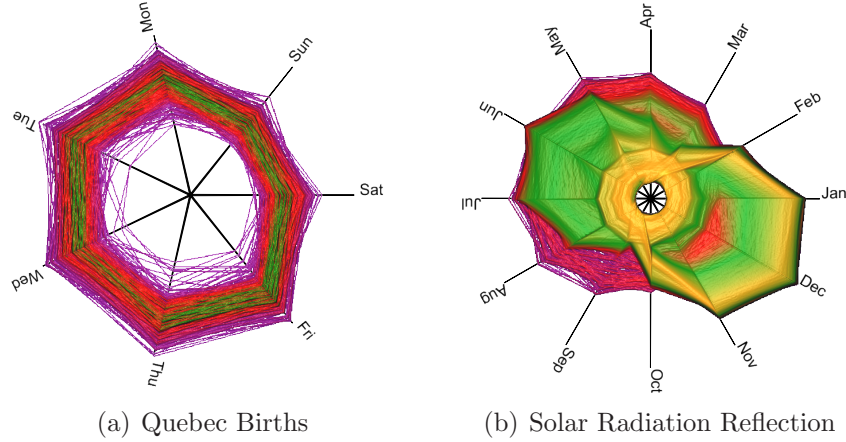 Mon
Sun
Tue
Sat
Wed
Fri
Thu
(a) Quebec Births
Apr
May
Mar
Jun
Feb
Jul
Jan
Aug
Dec
Sep
Nov
Oct
(b) Solar Radiation Reflection